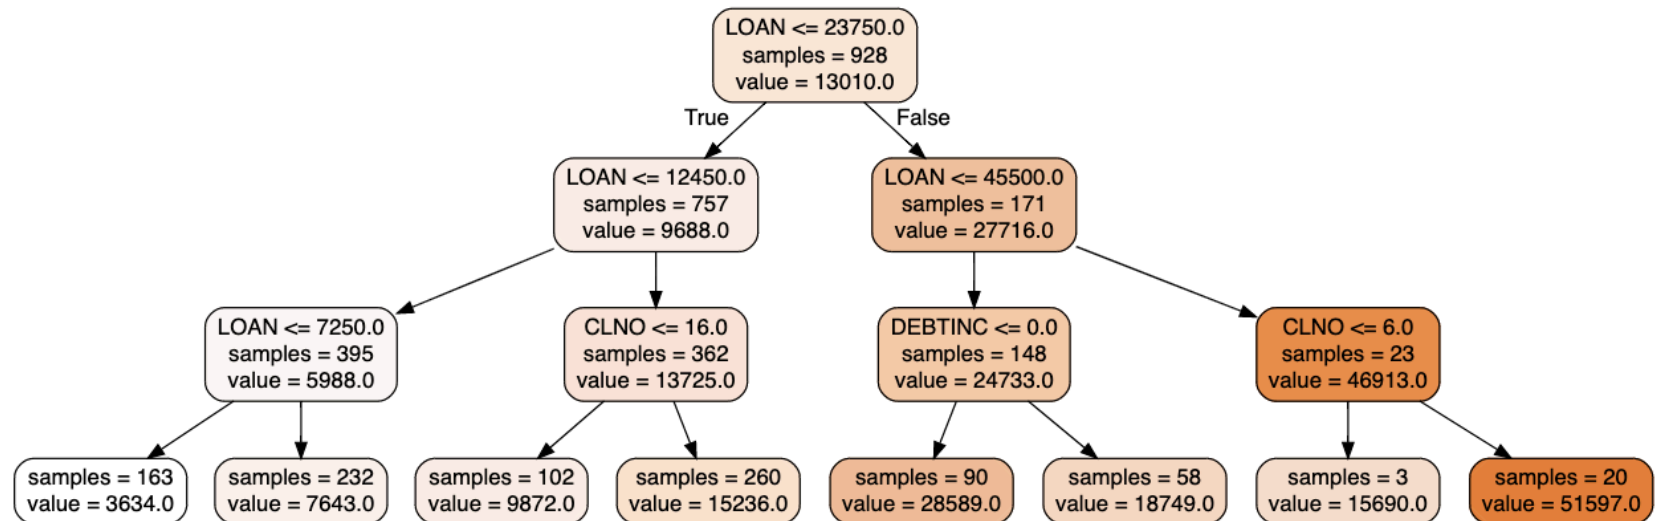 LOAN <= 23750.0
samples = 928
value = 13010.0
True
False
LOAN <= 12450.0
samples = 757
value = 9688.0
LOAN <= 45500.0
samples = 171
value = 27716.0
LOAN <= 7250.0
samples = 395
value = 5988.0
CLNO <= 16.0
samples = 362
value = 13725.0
DEBTINC <= 0.0
samples = 148
value = 24733.0
CLNO <= 6.0
samples = 23
value = 46913.0
samples = 163
value = 3634.0
samples = 232
value = 7643.0
samples = 102
value = 9872.0
samples = 260
value = 15236.0
samples = 90
value = 28589.0
samples = 58
value = 18749.0
samples = 3
value = 15690.0
samples = 20
value = 51597.0